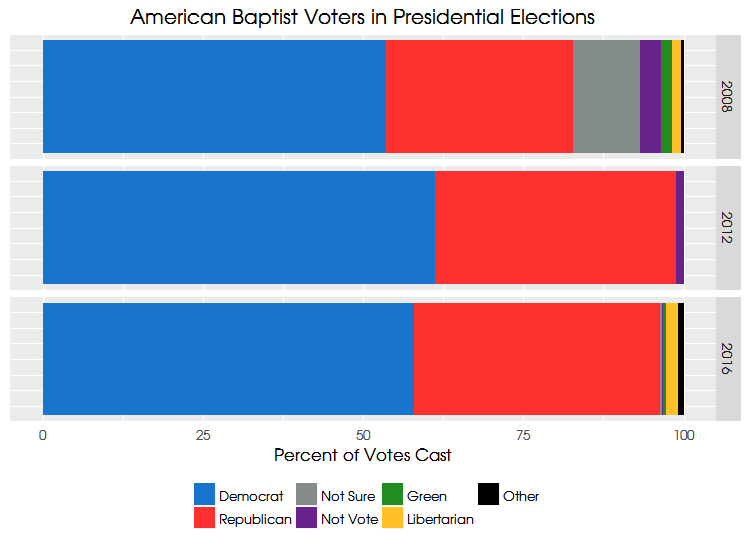 American Baptist Voters in Presidential Elections
2008
2012
2016
0 25 50 75 100
Percent of Votes Cast
Democrat Not Sure Green Other
Republican Not Vote Libertarian